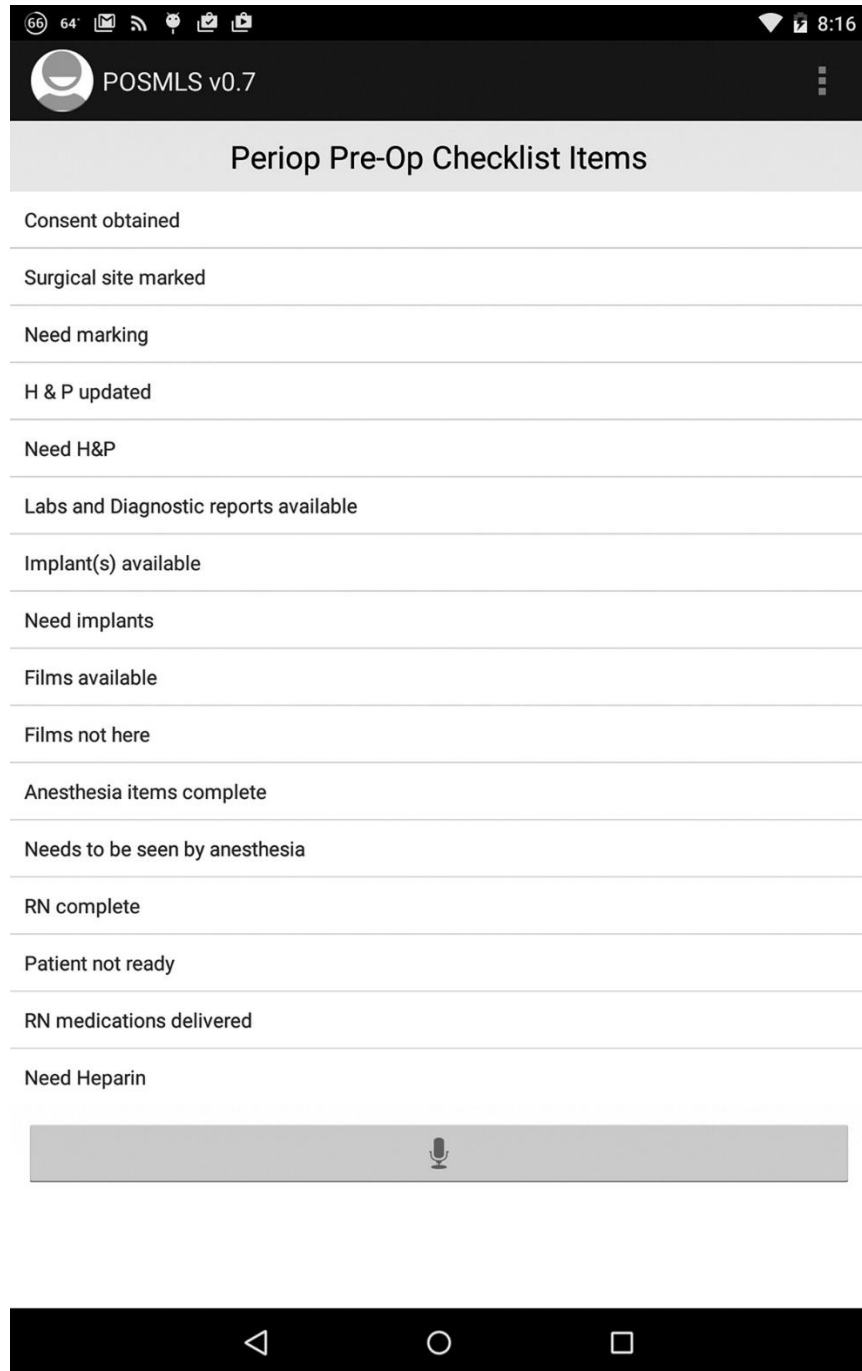 66 64° 8:16
POSMLS v0.7
Periop Pre-Op Checklist Items
Consent obtained
Surgical site marked
Need marking
H & P updated
Need H&P
Labs and Diagnostic reports available
Implant(s) available
Need implants
Films available
Films not here
Anesthesia items complete
Needs to be seen by anesthesia
RN complete
Patient not ready
RN medications delivered
Need Heparin